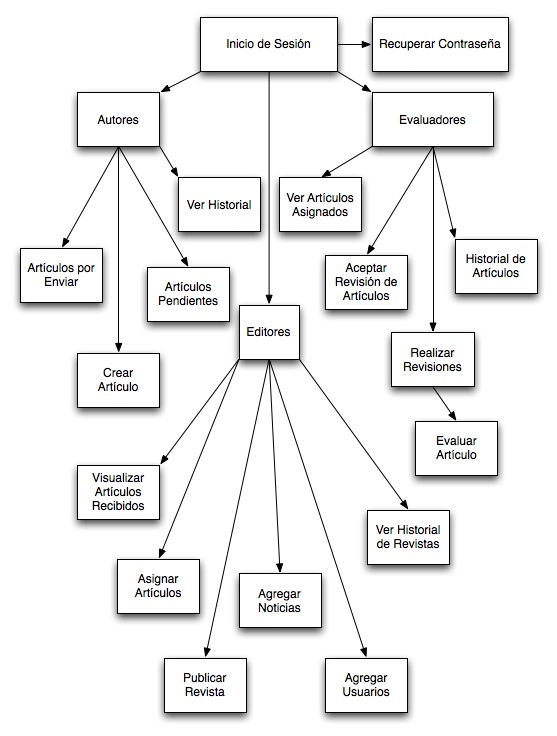 Inicio de Sesión
Recuperar Contraseña
Autores
Evaluadores
Ver Historial
Ver Artículos
Asignados
Artículos por
Enviar
Artículos
Pendientes
Aceptar
Revisión de
Artículos
Historial de
Artículos
Editores
Crear
Artículo
Realizar
Revisiones
Evaluar
Artículo
Visualizar
Artículos
Recibidos
Ver Historial
de Revistas
Asignar
Artículos
Agregar
Noticias
Publicar
Revista
Agregar
Usuarios